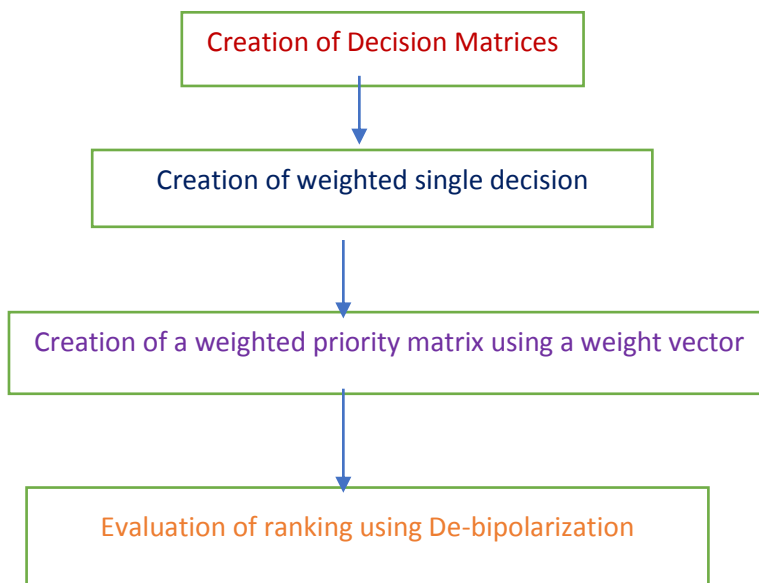 Creation of Decision Matrices
Creation of weighted single decision
Creation of a weighted priority matrix using a weight vector
Evaluation of ranking using De-bipolarization